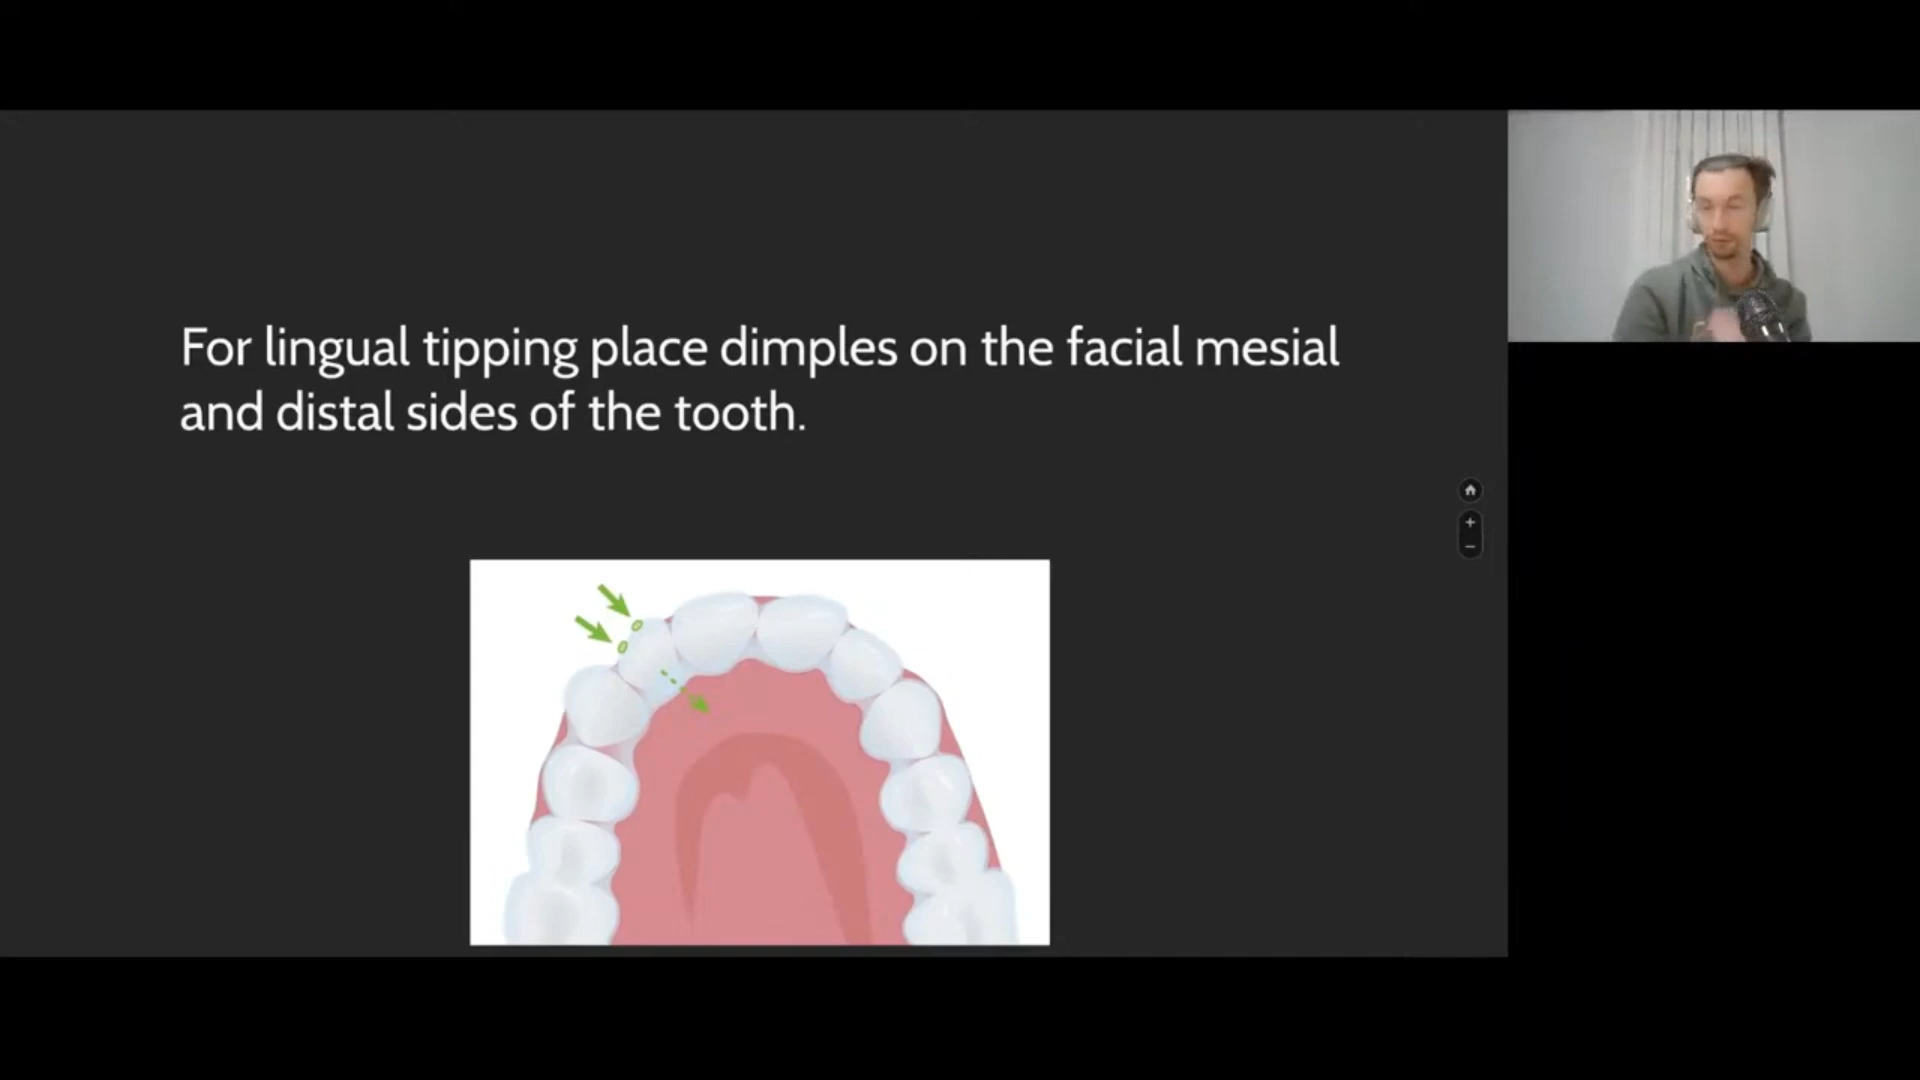 For lingual tipping place dimples on the facial mesial
and distal sides of the tooth.